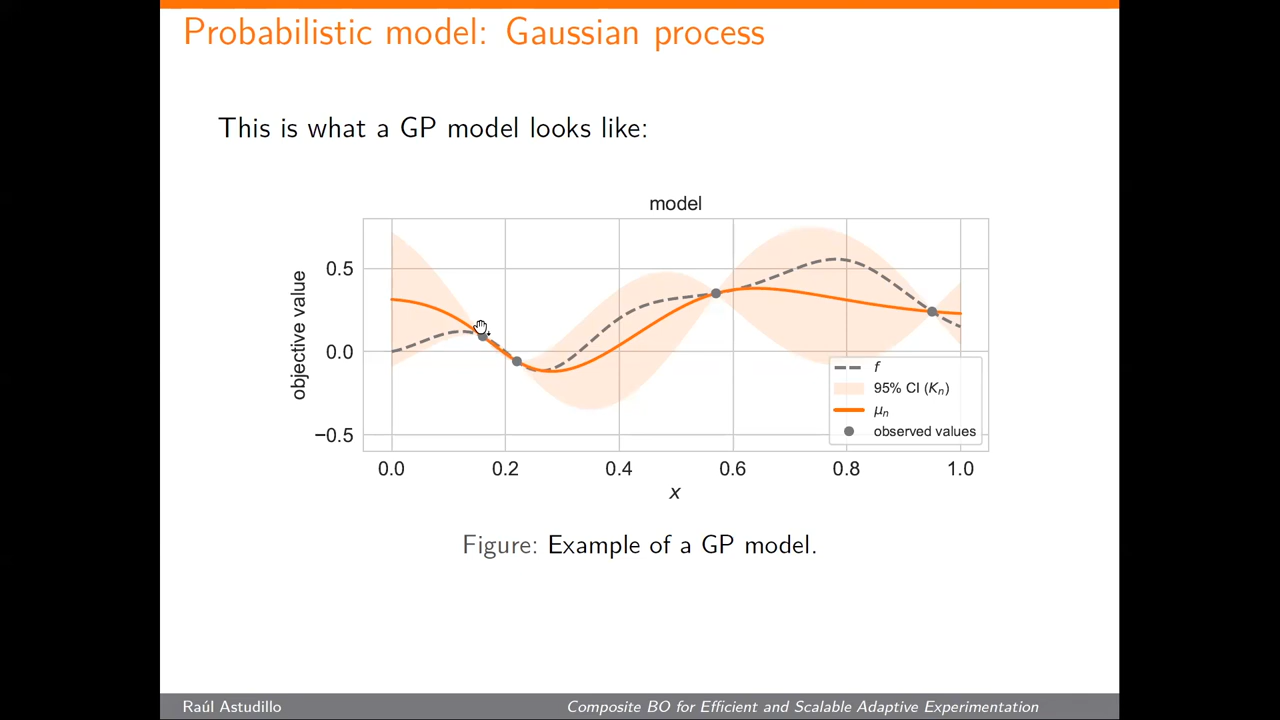 Probabilistic model: Gaussian process
This is what a GP model looks like:
model
objective value
0.5
0.0
−0.5
f
95% CI (Kn)
μn
observed values
0.0 0.2 0.4 0.6 0.8 1.0
x
Figure: Example of a GP model.
Raúl Astudillo Composite BO for Efficient and Scalable Adaptive Experimentation